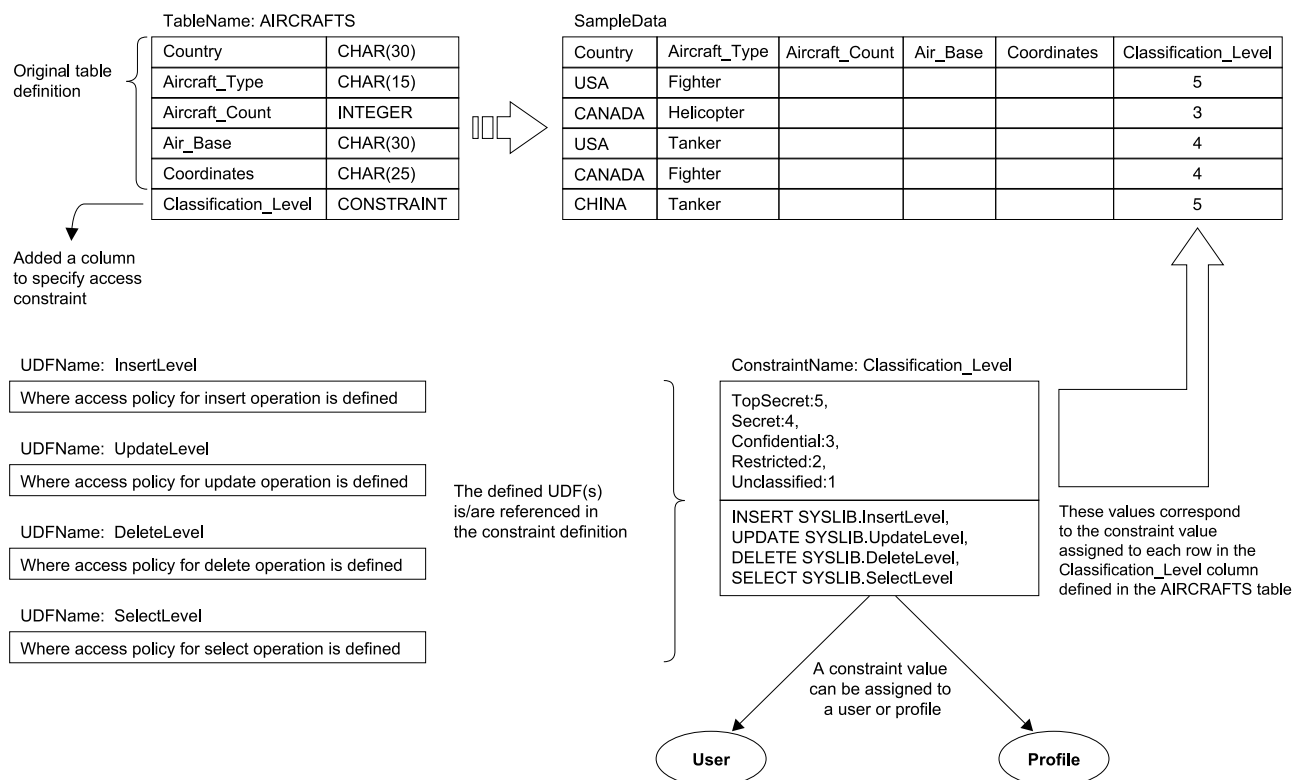 TableName: AIRCRAFTS
Country CHAR(30)
Aircraft_Type CHAR(15)
Aircraft_Count INTEGER
Air_Base CHAR(30)
Coordinates CHAR(25)
Classification_Level CONSTRAINT
Original table
definition
Added a column
to specify access
constraint
SampleData
Country Aircraft_Type Aircraft_Count Air_Base Coordinates Classification_Level
USA Fighter 5
CANADA Helicopter 3
USA Tanker 4
CANADA Fighter 4
CHINA Tanker 5
UDFName: InsertLevel
Where access policy for insert operation is defined
UDFName: UpdateLevel
Where access policy for update operation is defined
UDFName: DeleteLevel
Where access policy for delete operation is defined
UDFName: SelectLevel
Where access policy for select operation is defined
The defined UDF(s)
is/are referenced in
the constraint definition
ConstraintName: Classification_Level
TopSecret:5,
Secret:4,
Confidential:3,
Restricted:2,
Unclassified:1
INSERT SYSLIB.InsertLevel,
UPDATE SYSLIB.UpdateLevel,
DELETE SYSLIB.DeleteLevel,
SELECT SYSLIB.SelectLevel
These values correspond
to the constraint value
assigned to each row in the
Classification_Level column
defined in the AIRCRAFTS table
A constraint value
can be assigned to
a user or profile
User
Profile